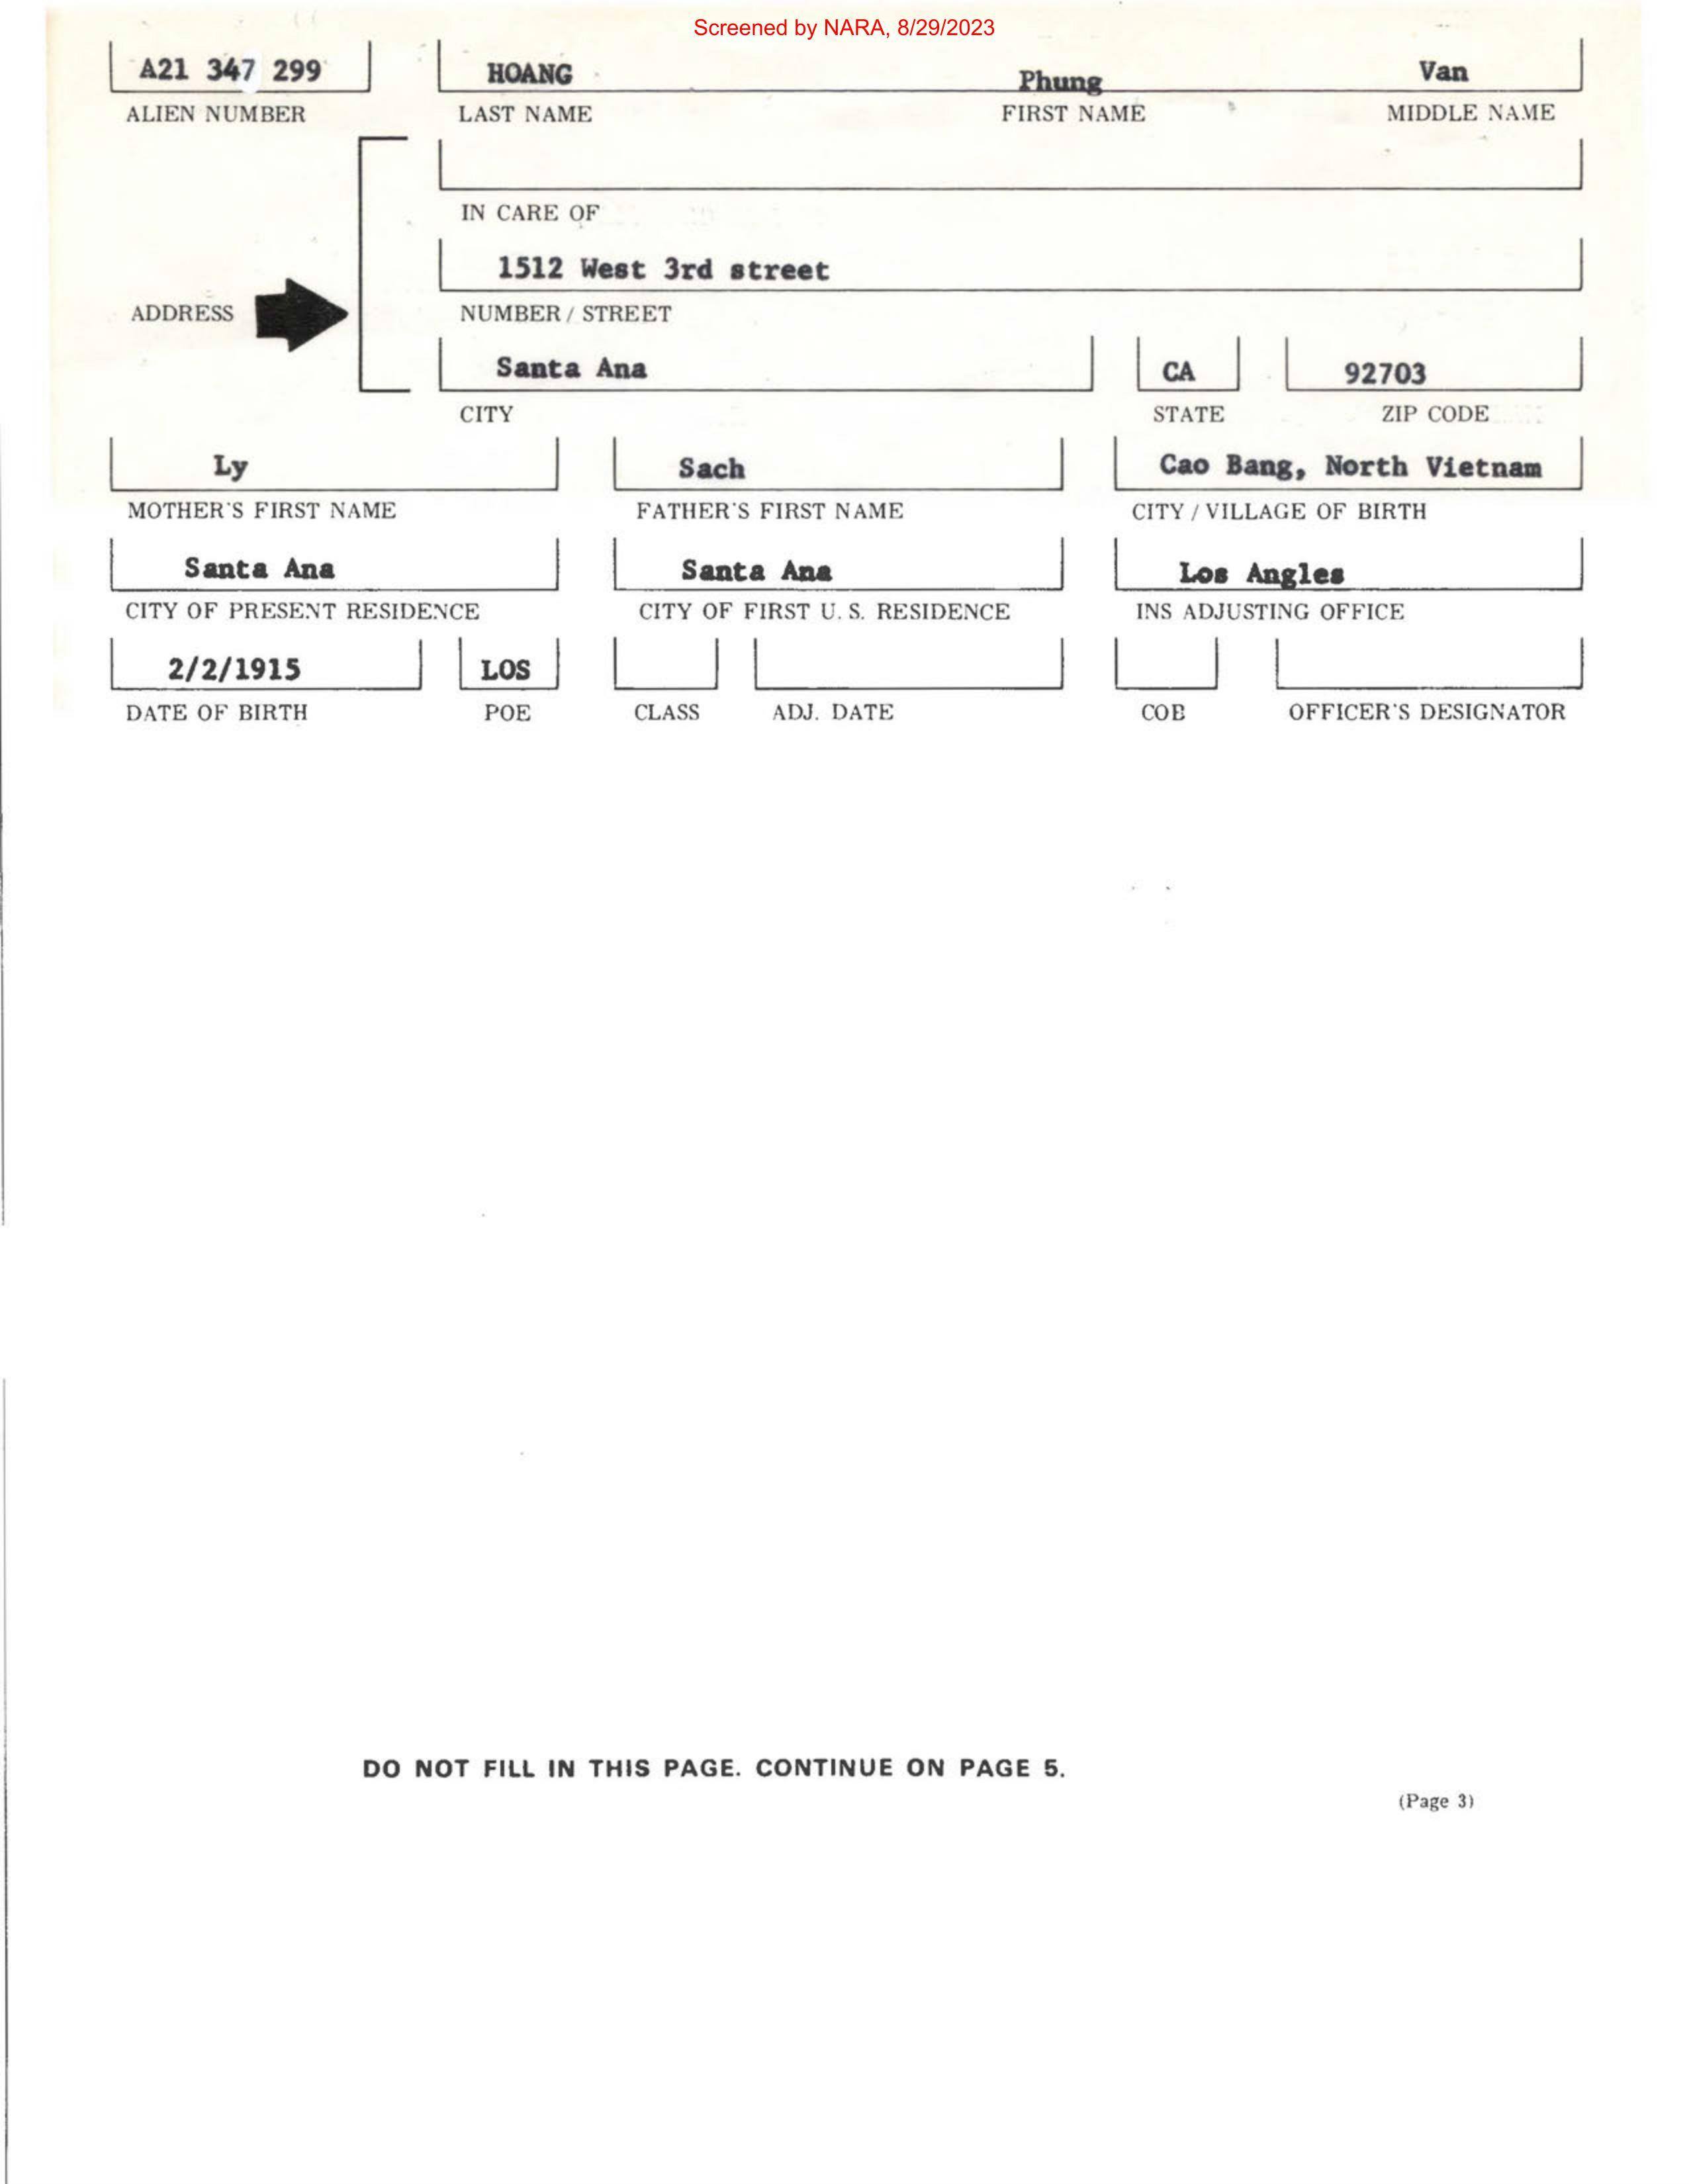 Screened by NARA, 8/29/2023
A21 347 299 HOANG Phung Van
ALIEN NUMBER LAST NAME FIRST NAME MIDDLE NAME
IN CARE OF
1512 West 3rd street
ADDRESS NUMBER / STREET
Santa Ana CA 92703
CITY STATE ZIP CODE
Ly Sach Cao Bang, North Vietnam
MOTHER'S FIRST NAME FATHER'S FIRST NAME CITY / VILLAGE OF BIRTH
Santa Ana Santa Ana Los Angles
CITY OF PRESENT RESIDENCE CITY OF FIRST U. S. RESIDENCE INS ADJUSTING OFFICE
2/2/1915 LOS
DATE OF BIRTH POE CLASS ADJ. DATE COB OFFICER'S DESIGNATOR
DO NOT FILL IN THIS PAGE. CONTINUE ON PAGE 5.
(Page 3)